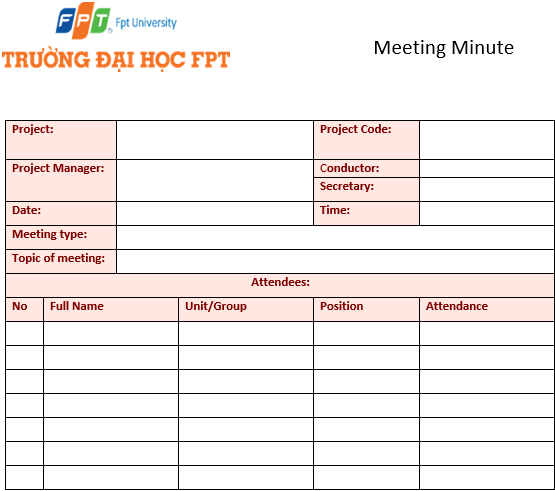 FPT Fpt University
TRƯỜNG ĐẠI HỌC FPT
Meeting Minute
Project: Project Code:
Project Manager: Conductor:
Secretary:
Date: Time:
Meeting type:
Topic of meeting:
Attendees:
No Full Name Unit/Group Position Attendance